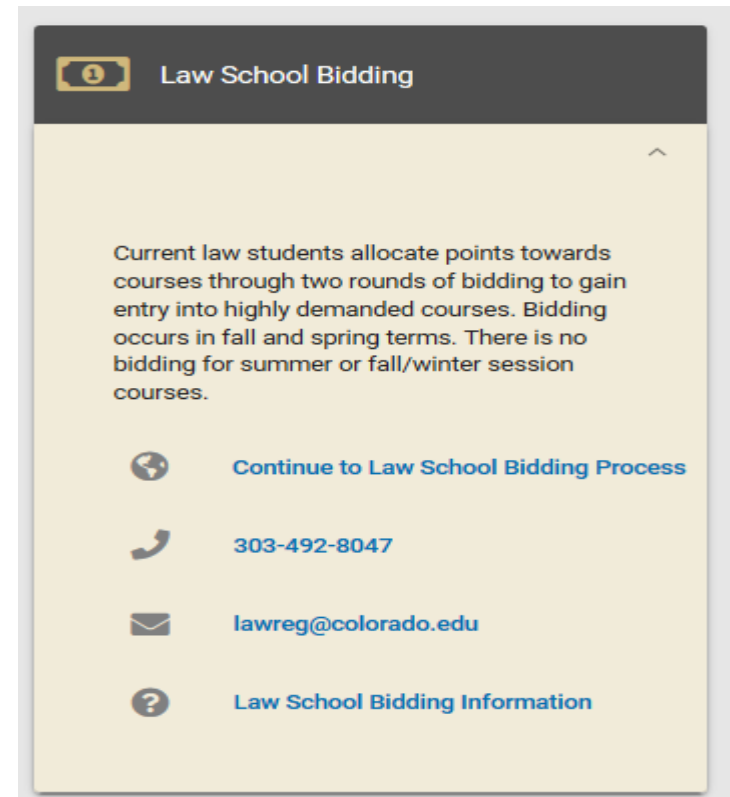 Law School Bidding
Current law students allocate points towards
courses through two rounds of bidding to gain
entry into highly demanded courses. Bidding
occurs in fall and spring terms. There is no
bidding for summer or fall/winter session
courses.
Continue to Law School Bidding Process
303-492-8047
lawreg@colorado.edu
Law School Bidding Information